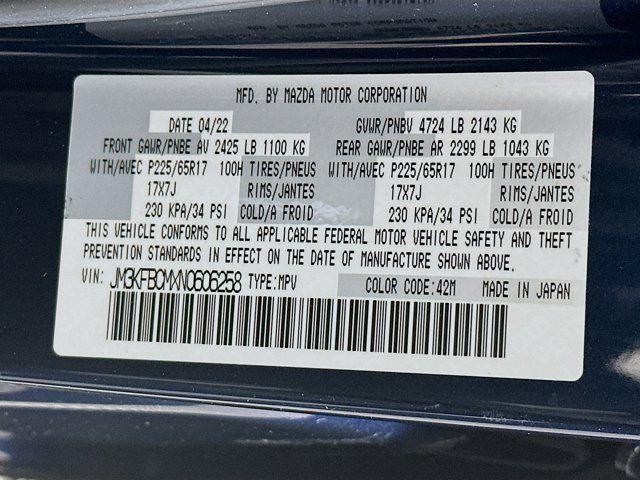 MFD. BY MAZDA MOTOR CORPORATION
DATE 04/22 GVWR/PNBV 4724 LB 2143 KG
FRONT GAWR/PNBE AV 2425 LB 1100 KG REAR GAWR/PNBE AR 2299 LB 1043 KG
WITH/AVEC P225/65R17 100H TIRES/PNEUS WITH/AVEC P225/65R17 100H TIRES/PNEUS
17X7J RIMS/JANTES 17X7J RIMS/JANTES
230 KPA/34 PSI COLD/A FROID 230 KPA/34 PSI COLD/A FROID
THIS VEHICLE CONFORMS TO ALL APPLICABLE FEDERAL MOTOR VEHICLE SAFETY AND THEFT
PREVENTION STANDARDS IN EFFECT ON THE DATE OF MANUFACTURE SHOWN ABOVE.
VIN: JM3KFBCMXN0606258 TYPE:MPV COLOR CODE:42M MADE IN JAPAN